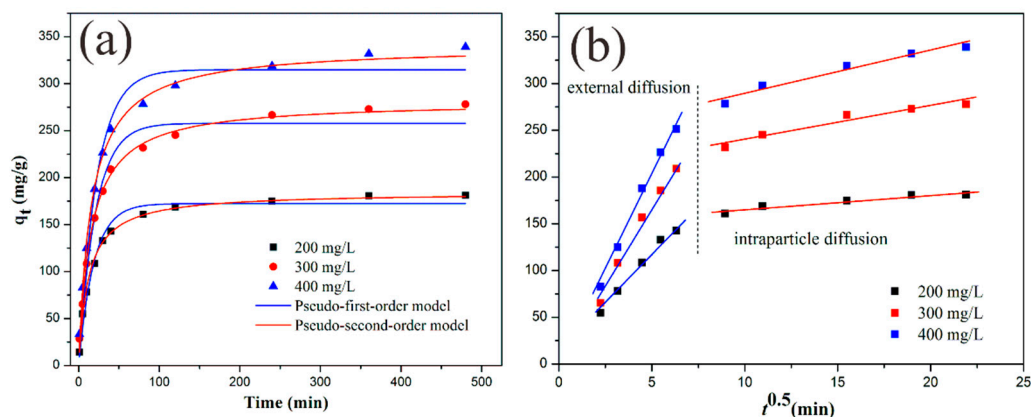 (a)
350
300
250
200
150
100
50
0
qt (mg/g)
200 mg/L
300 mg/L
400 mg/L
Pseudo-first-order model
Pseudo-second-order model
0 100 200 300 400 500
Time (min)
(b)
350
300
250
200
150
100
50
0
external diffusion
intraparticle diffusion
200 mg/L
300 mg/L
400 mg/L
0 5 10 15 20 25
t^0.5(min)